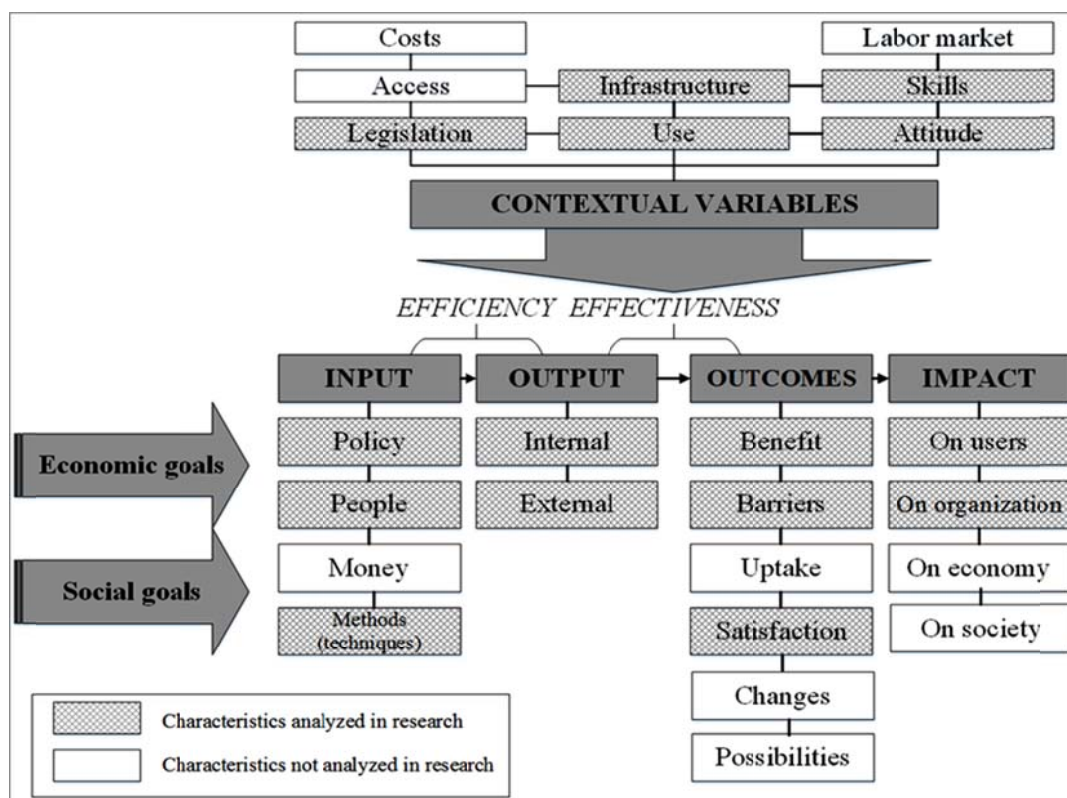 Costs
Labor market
Access
Infrastructure
Skills
Legislation
Use
Attitude
CONTEXTUAL VARIABLES
EFFICIENCY
EFFECTIVENESS
INPUT
OUTPUT
OUTCOMES
IMPACT
Economic goals
Social goals
Policy
Internal
Benefit
On users
People
External
Barriers
On organization
Money
Uptake
On economy
Methods
(techniques)
Satisfaction
On society
Changes
Possibilities
Characteristics analyzed in research
Characteristics not analyzed in research